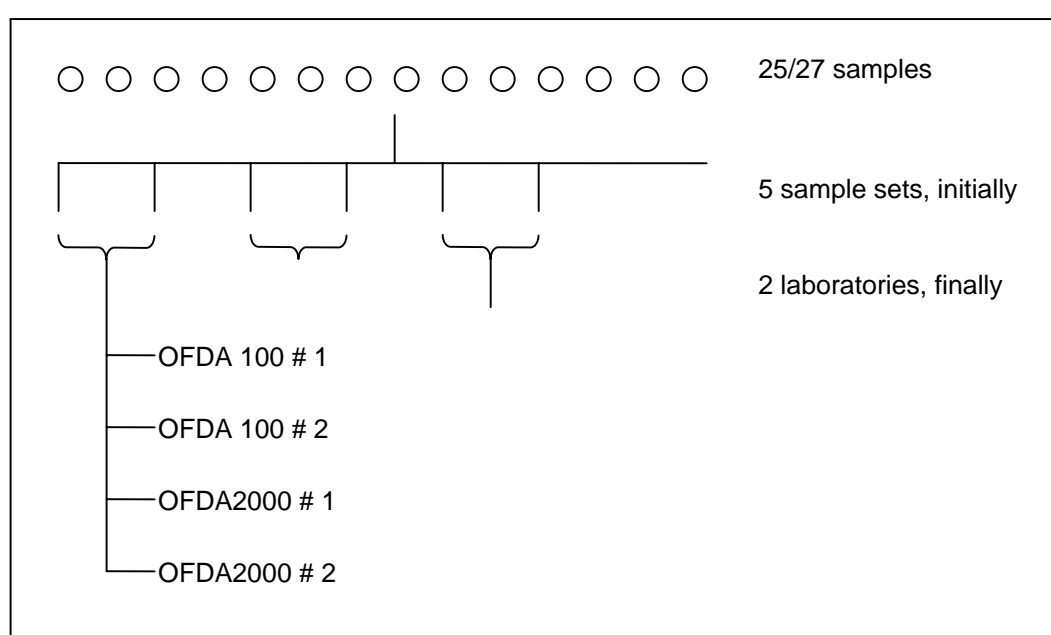 25/27 samples
5 sample sets, initially
2 laboratories, finally
OFDA 100 # 1
OFDA 100 # 2
OFDA2000 # 1
OFDA2000 # 2